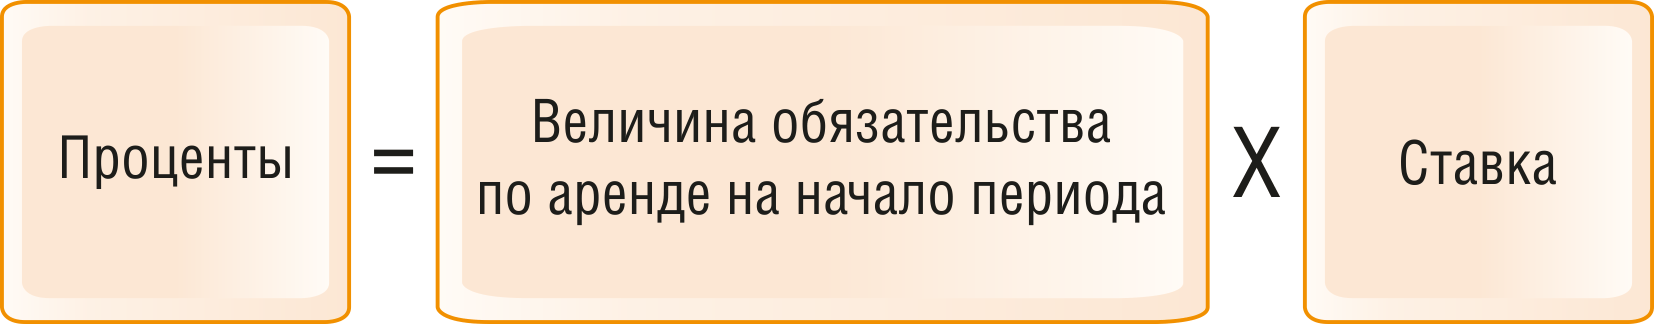 Проценты
=
Величина обязательства
по аренде на начало периода
X
Ставка